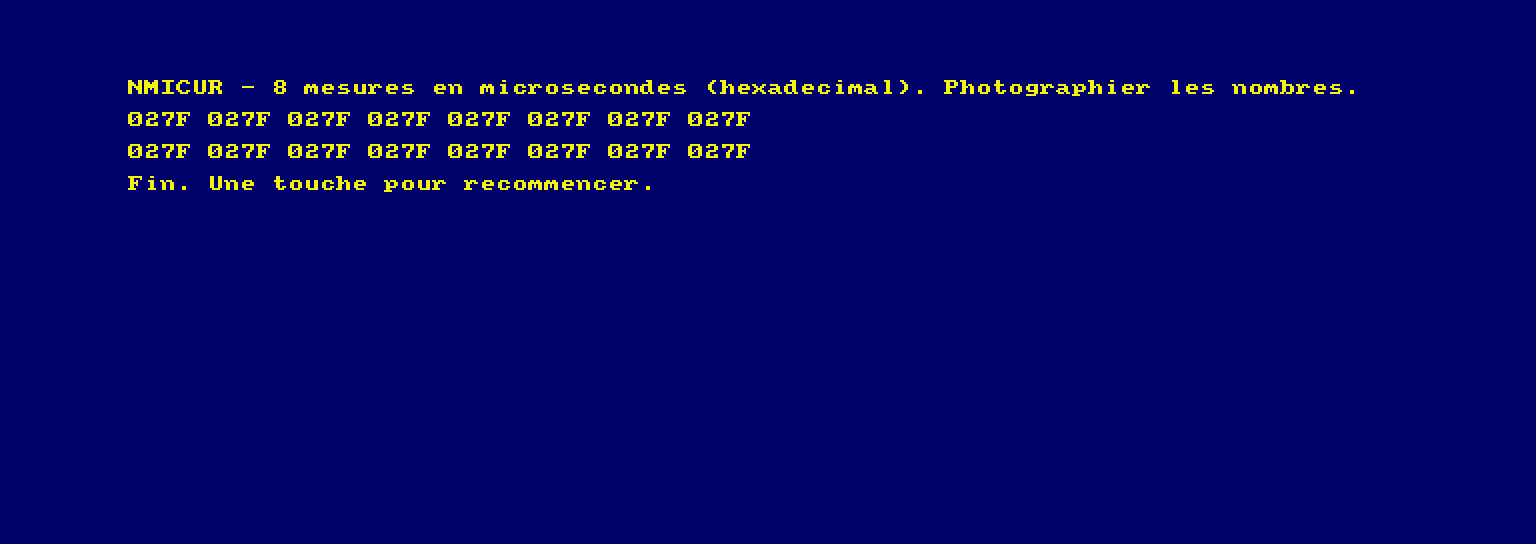 NMICUR - 8 mesures en microsecondes (hexadecimal). Photographier les nombres.
027F 027F 027F 027F 027F 027F 027F 027F
027F 027F 027F 027F 027F 027F 027F 027F
Fin. Une touche pour recommencer.